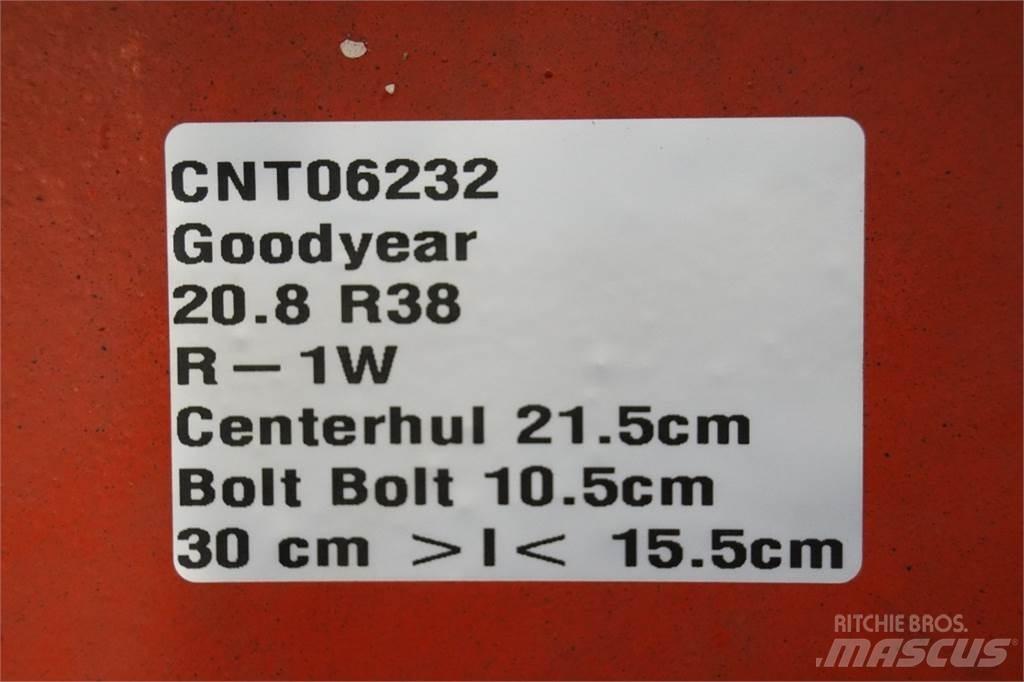 CNT06232
Goodyear
20.8 R38
R – 1W
Centerhul 21.5cm
Bolt Bolt 10.5cm
30 cm >I< 15.5cm
RITCHIE BROS.
MASCUS